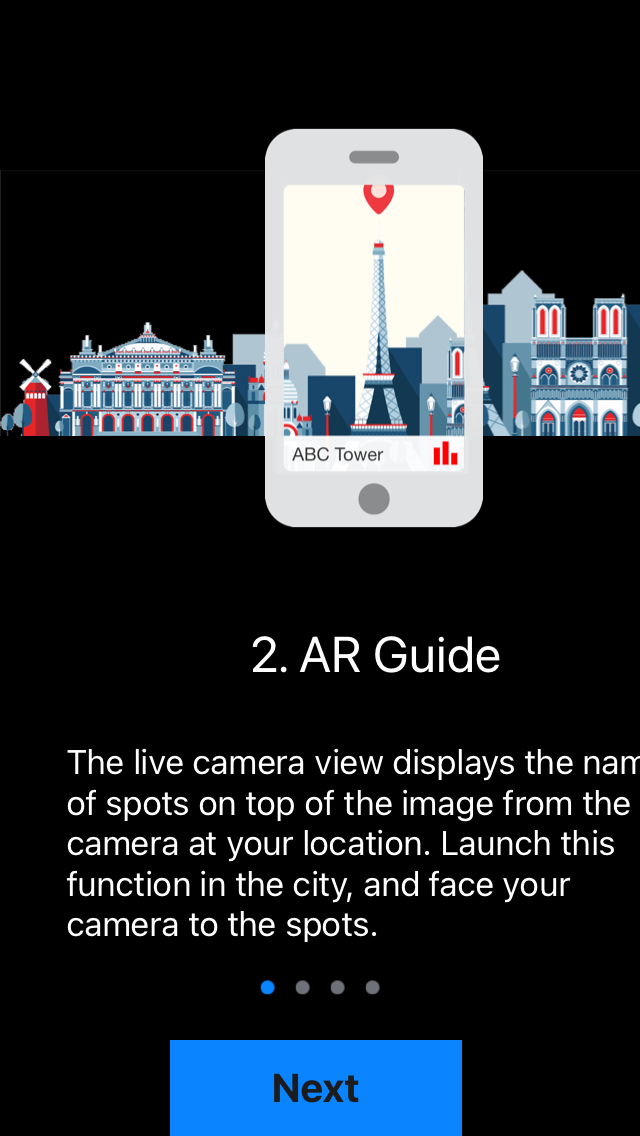 ABC Tower
2. AR Guide
The live camera view displays the nam
of spots on top of the image from the
camera at your location. Launch this
function in the city, and face your
camera to the spots.
Next